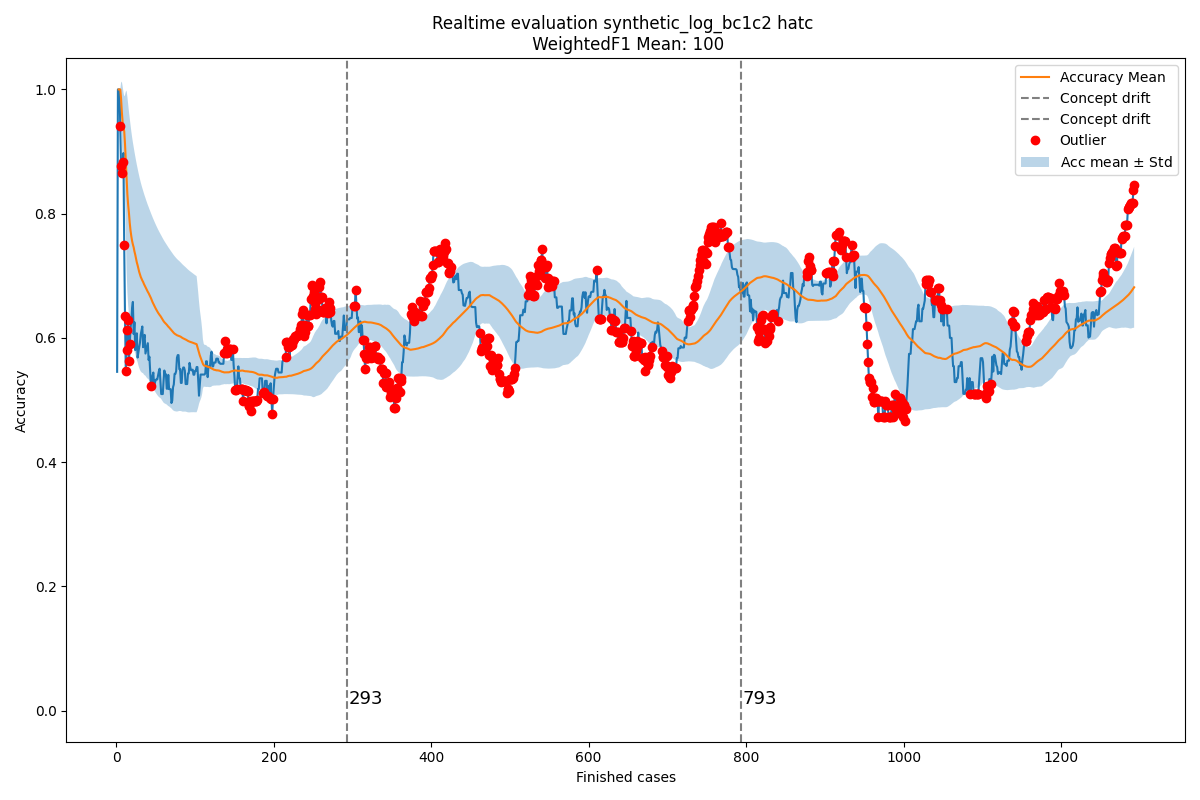 Realtime evaluation synthetic_log_bc1c2 hatc
WeightedF1 Mean: 100
Accuracy Mean
Concept drift
Concept drift
Outlier
Acc mean ± Std
1.0
0.8
0.6
0.4
0.2
0.0
Accuracy
293
793
0
200
400
600
800
1000
1200
Finished cases